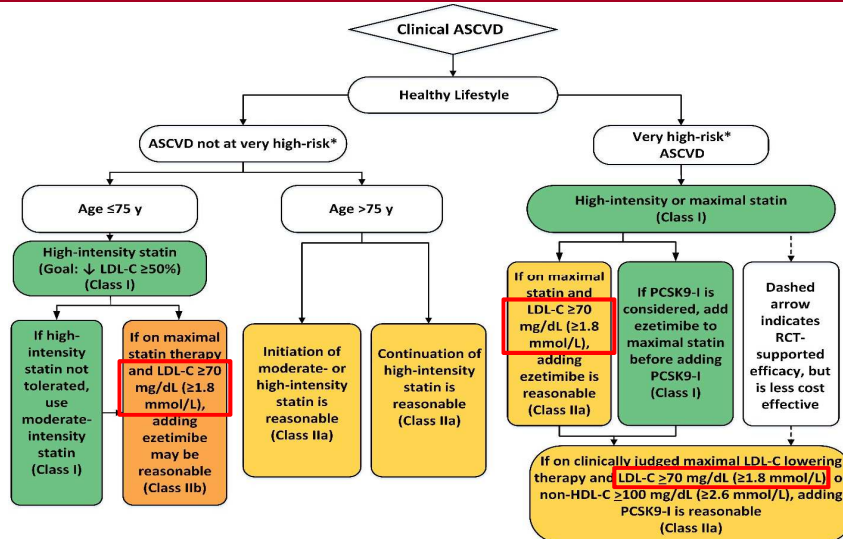 Clinical ASCVD
Healthy Lifestyle
ASCVD not at very high-risk*
Very high-risk*
ASCVD
Age ≤75 y
Age >75 y
High-intensity or maximal statin
(Class I)
High-intensity statin
(Goal: ↓ LDL-C ≥50%)
(Class I)
If high-
intensity
statin not
tolerated,
use
moderate-
intensity
statin
(Class I)
If on maximal
statin therapy
and LDL-C ≥70
mg/dL (≥1.8
mmol/L),
adding
ezetimibe
may be
reasonable
(Class IIb)
Initiation of
moderate- or
high-intensity
statin is
reasonable
(Class IIa)
Continuation of
high-intensity
statin is
reasonable
(Class IIa)
If on
maximal
statin and
LDL-C ≥70
mg/dL (≥1.8
mmol/L),
adding
ezetimibe is
reasonable
(Class IIa)
If PCSK9-I is
considered, add
ezetimibe to
maximal statin
before adding
PCSK9-I
(Class I)
Dashed
arrow
indicates
RCT-
supported
efficacy, but
is less cost
effective
If on clinically judged maximal LDL-C lowering
therapy and LDL-C ≥70 mg/dL (≥1.8 mmol/L) o
non-HDL-C ≥100 mg/dL (≥2.6 mmol/L), adding
PCSK9-I is reasonable
(Class IIa)